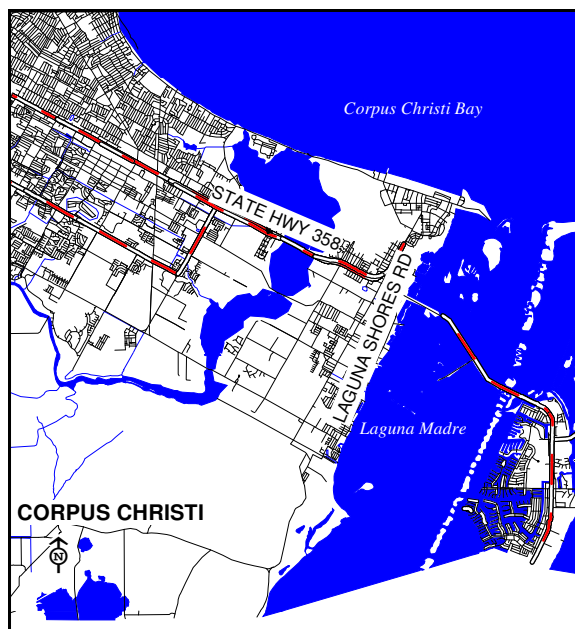 Corpus Christi Bay
STATE HWY 358
LAGUNA SHORES RD
Laguna Madre
CORPUS CHRISTI
N